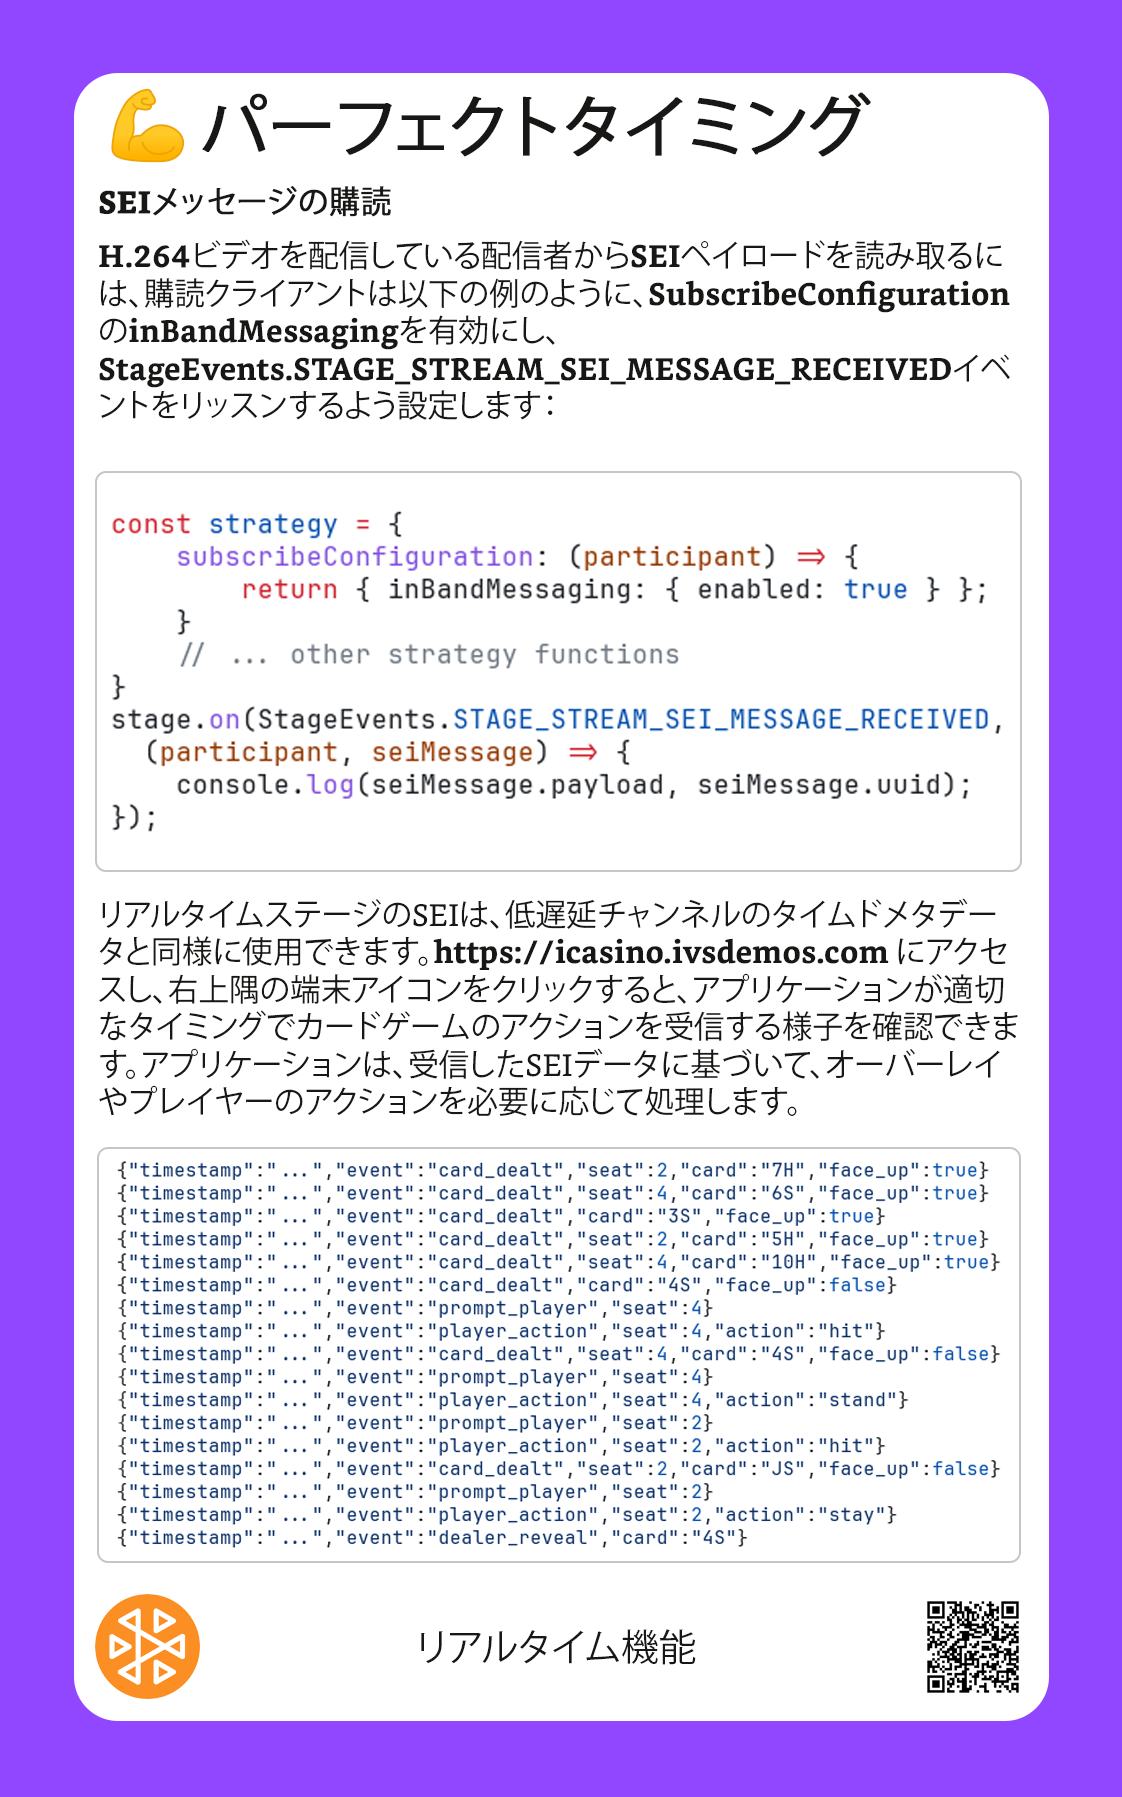 💪 パーフェクトタイミング
SEIメッセージの購読
H.264ビデオを配信している配信者からSEIペイロードを読み取るに
は、購読クライアントは以下の例のように、SubscribeConfiguration
のinBandMessagingを有効にし、
StageEvents.STAGE_STREAM_SEI_MESSAGE_RECEIVEDイベ
ントをリッスンするよう設定します：
const strategy = {
    subscribeConfiguration: (participant) => {
        return { inBandMessaging: { enabled: true } };
    }
    // ... other strategy functions
}
stage.on(StageEvents.STAGE_STREAM_SEI_MESSAGE_RECEIVED,
  (participant, seiMessage) => {
    console.log(seiMessage.payload, seiMessage.uuid);
});
リアルタイムステージのSEIは、低遅延チャンネルのタイムドメタデー
タと同様に使用できます。https://icasino.ivsdemos.com にアクセ
スし、右上隅の端末アイコンをクリックすると、アプリケーションが適切
なタイミングでカードゲームのアクションを受信する様子を確認できま
す。アプリケーションは、受信したSEIデータに基づいて、オーバーレイ
やプレイヤーのアクションを必要に応じて処理します。
{"timestamp":"...","event":"card_dealt","seat":2,"card":"7H","face_up":true}
{"timestamp":"...","event":"card_dealt","seat":4,"card":"6S","face_up":true}
{"timestamp":"...","event":"card_dealt","card":"3S","face_up":true}
{"timestamp":"...","event":"card_dealt","seat":2,"card":"5H","face_up":true}
{"timestamp":"...","event":"card_dealt","seat":4,"card":"10H","face_up":true}
{"timestamp":"...","event":"card_dealt","card":"4S","face_up":false}
{"timestamp":"...","event":"prompt_player","seat":4}
{"timestamp":"...","event":"player_action","seat":4,"action":"hit"}
{"timestamp":"...","event":"card_dealt","seat":4,"card":"4S","face_up":false}
{"timestamp":"...","event":"prompt_player","seat":4}
{"timestamp":"...","event":"player_action","seat":4,"action":"stand"}
{"timestamp":"...","event":"prompt_player","seat":2}
{"timestamp":"...","event":"player_action","seat":2,"action":"hit"}
{"timestamp":"...","event":"card_dealt","seat":2,"card":"JS","face_up":false}
{"timestamp":"...","event":"prompt_player","seat":2}
{"timestamp":"...","event":"player_action","seat":2,"action":"stay"}
{"timestamp":"...","event":"dealer_reveal","card":"4S"}
リアルタイム機能